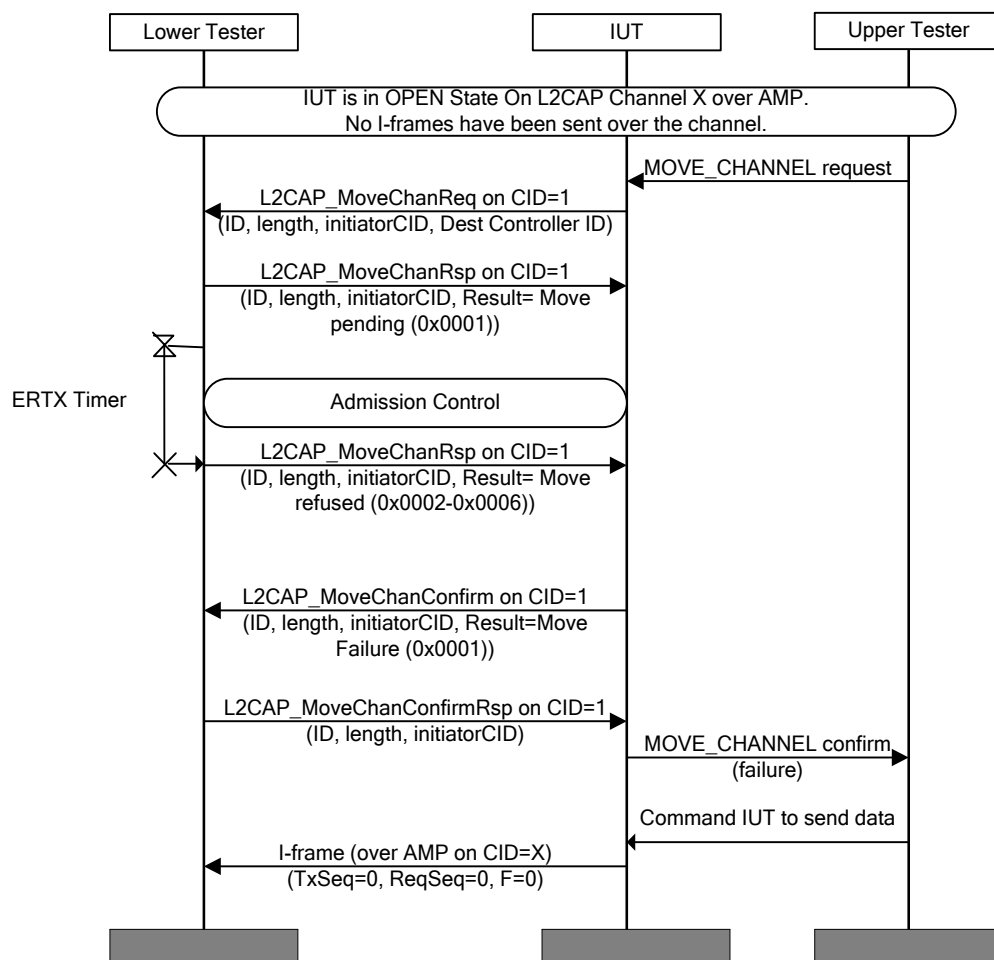 Lower Tester
IUT
Upper Tester
IUT is in OPEN State On L2CAP Channel X over AMP.
No I-frames have been sent over the channel.
MOVE_CHANNEL request
L2CAP_MoveChanReq on CID=1
(ID, length, initiatorCID, Dest Controller ID)
L2CAP_MoveChanRsp on CID=1
(ID, length, initiatorCID, Result= Move
pending (0x0001))
ERTX Timer
Admission Control
L2CAP_MoveChanRsp on CID=1
(ID, length, initiatorCID, Result= Move
refused (0x0002-0x0006))
L2CAP_MoveChanConfirm on CID=1
(ID, length, initiatorCID, Result=Move
Failure (0x0001))
L2CAP_MoveChanConfirmRsp on CID=1
(ID, length, initiatorCID)
MOVE_CHANNEL confirm
(failure)
Command IUT to send data
I-frame (over AMP on CID=X)
(TxSeq=0, ReqSeq=0, F=0)